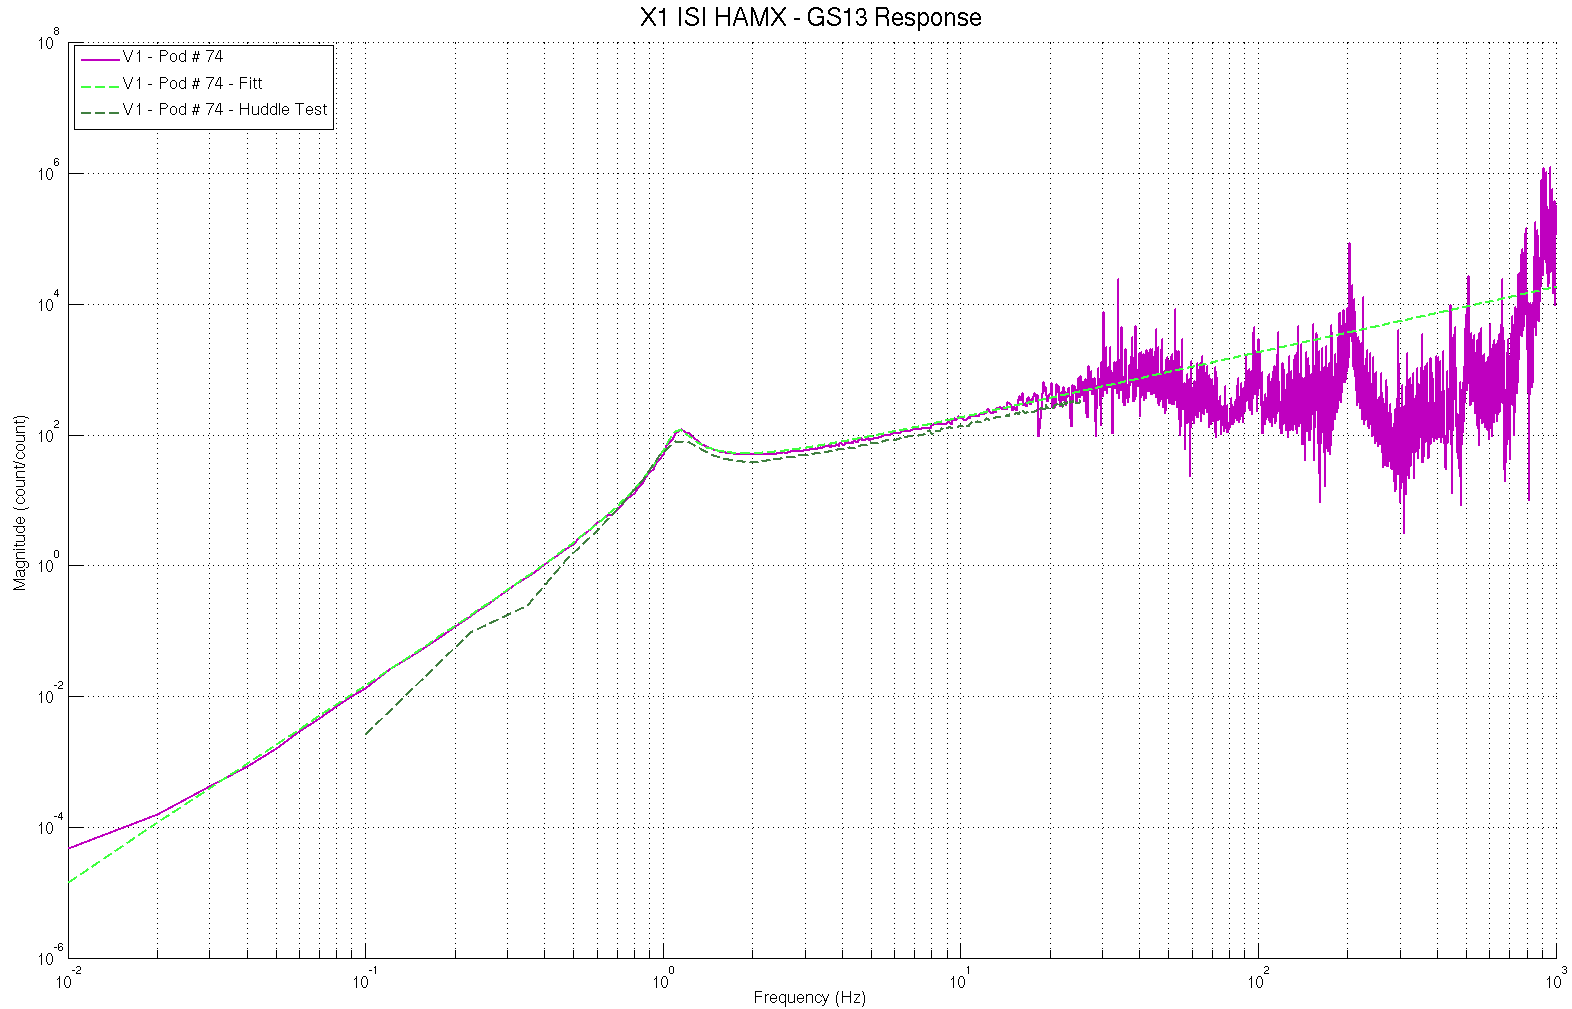 X1 ISI HAMX - GS13 Response
V1 - Pod # 74
V1 - Pod # 74 - Fitt
V1 - Pod # 74 - Huddle Test
Magnitude (count/count)
10^8
10^6
10^4
10^2
10^0
10^-2
10^-4
10^-6
10^-2 10^-1 10^0 10^1 10^2 10^3
Frequency (Hz)